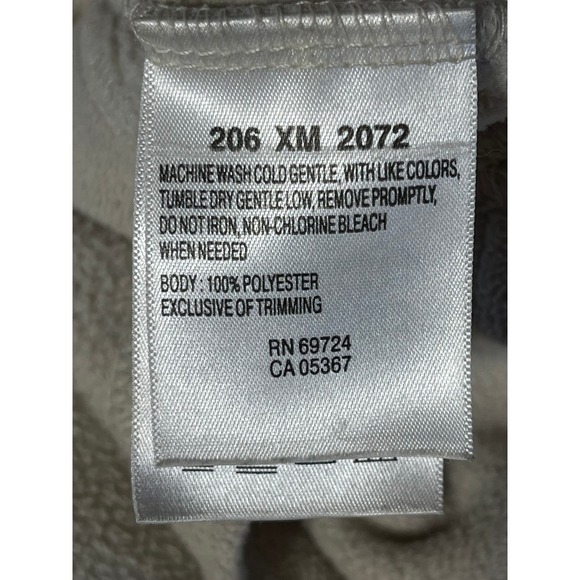 206 XM 2072
MACHINE WASH COLD GENTLE, WITH LIKE COLORS,
TUMBLE DRY GENTLE LOW, REMOVE PROMPTLY,
DO NOT IRON, NON-CHLORINE BLEACH
WHEN NEEDED
BODY : 100% POLYESTER
EXCLUSIVE OF TRIMMING
RN 69724
CA 05367